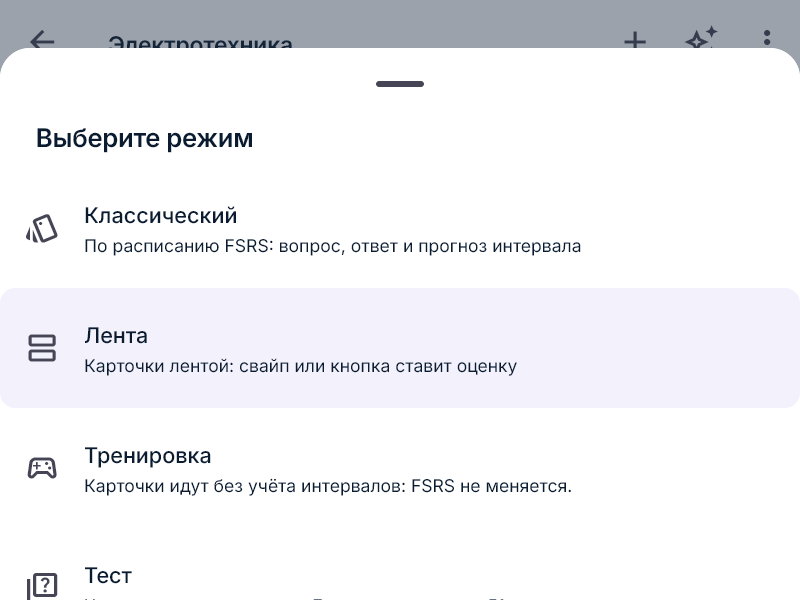 Электротехника
Выберите режим
Классический
По расписанию FSRS: вопрос, ответ и прогноз интервала
Лента
Карточки лентой: свайп или кнопка ставит оценку
Тренировка
Карточки идут без учёта интервалов: FSRS не меняется.
Тест